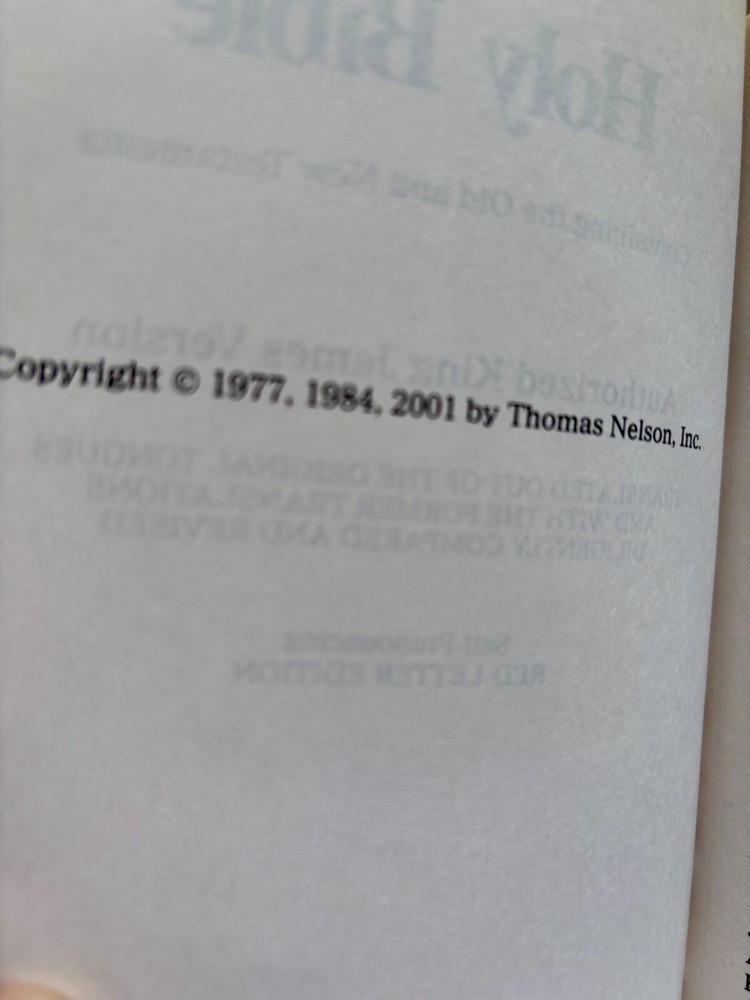 Holy Bible
Containing the Old and New Testaments
Authorized King James Version
Copyright © 1977, 1984, 2001 by Thomas Nelson, Inc.
TRANSLATED OUT OF THE ORIGINAL TONGUES
AND WITH THE FORMER TRANSLATIONS
DILIGENTLY COMPARED AND REVISED
Self-Pronouncing
RED LETTER EDITION